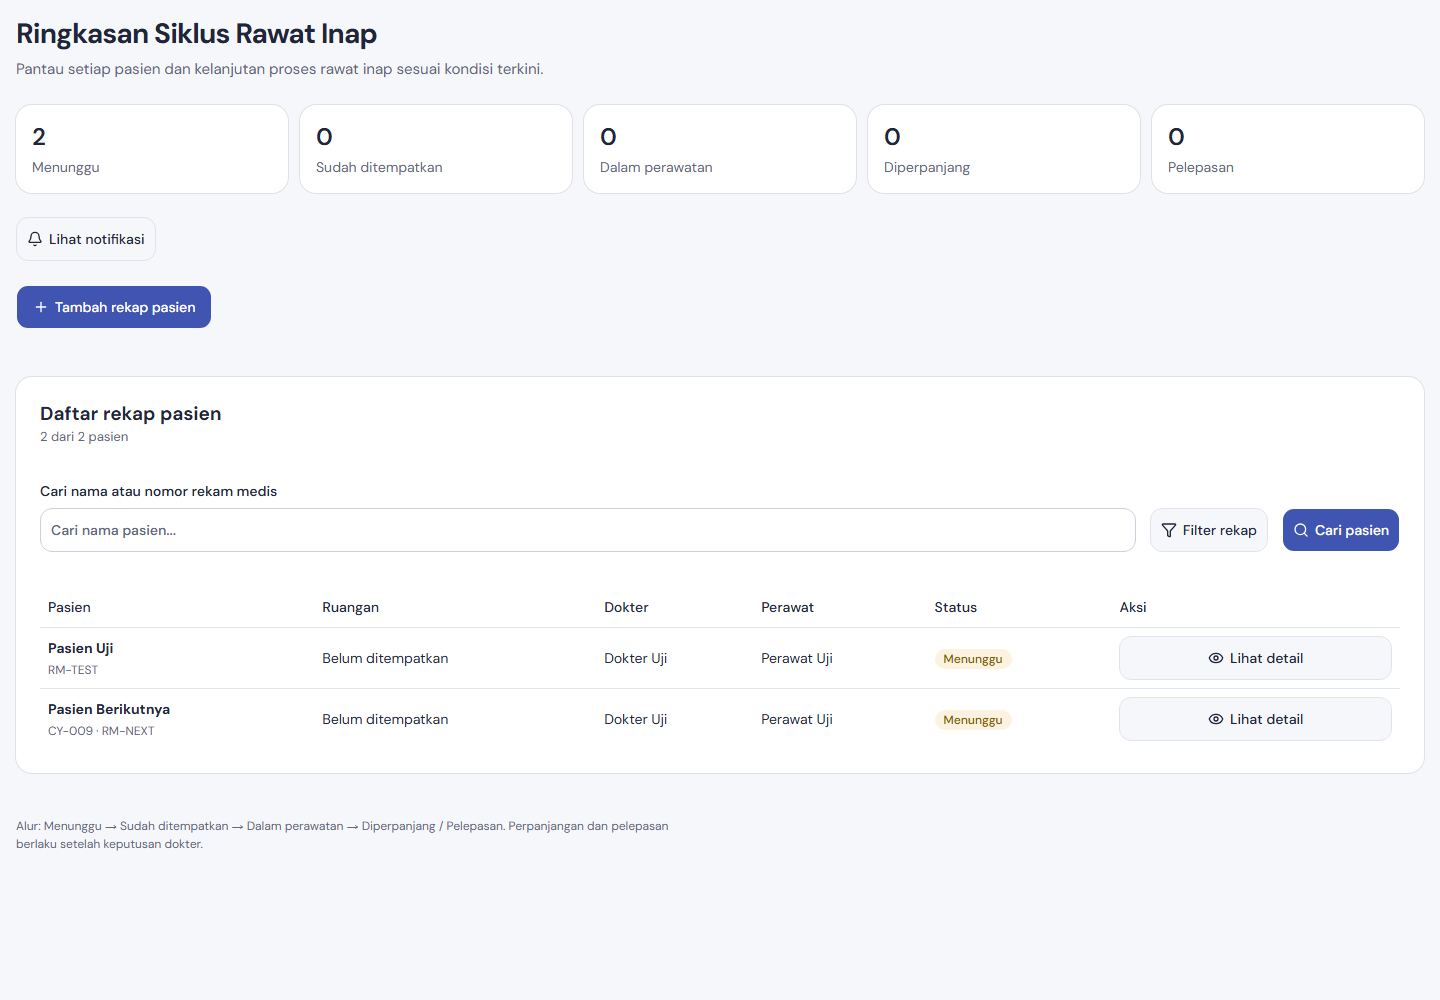 Ringkasan Siklus Rawat Inap
Pantau setiap pasien dan kelanjutan proses rawat inap sesuai kondisi terkini.
2
Menunggu
0
Sudah ditempatkan
0
Dalam perawatan
0
Diperpanjang
0
Pelepasan
Lihat notifikasi
+ Tambah rekap pasien
Daftar rekap pasien
2 dari 2 pasien
Cari nama atau nomor rekam medis
Cari nama pasien...
Filter rekap
Cari pasien
Pasien Ruangan Dokter Perawat Status Aksi
Pasien Uji
RM-TEST
Belum ditempatkan Dokter Uji Perawat Uji Menunggu Lihat detail
Pasien Berikutnya
CY-009 · RM-NEXT
Belum ditempatkan Dokter Uji Perawat Uji Menunggu Lihat detail
Alur: Menunggu → Sudah ditempatkan → Dalam perawatan → Diperpanjang / Pelepasan. Perpanjangan dan pelepasan
berlaku setelah keputusan dokter.